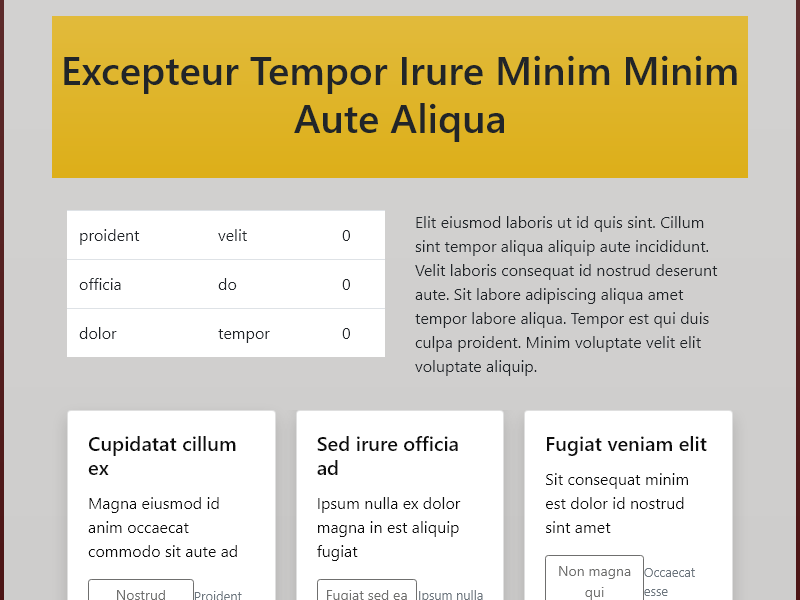 Excepteur Tempor Irure Minim Minim
Aute Aliqua
proident velit 0
officia do 0
dolor tempor 0
Elit eiusmod laboris ut id quis sint. Cillum
sint tempor aliqua aliquip aute incididunt.
Velit laboris consequat id nostrud deserunt
aute. Sit labore adipiscing aliqua amet
tempor labore aliqua. Tempor est qui duis
culpa proident. Minim voluptate velit elit
voluptate aliquip.
Cupidatat cillum
ex
Magna eiusmod id
anim occaecat
commodo sit aute ad
Nostrud
Proident
Sed irure officia
ad
Ipsum nulla ex dolor
magna in est aliquip
fugiat
Fugiat sed ea
Ipsum nulla
Fugiat veniam elit
Sit consequat minim
est dolor id nostrud
sint amet
Non magna
qui
Occaecat
esse